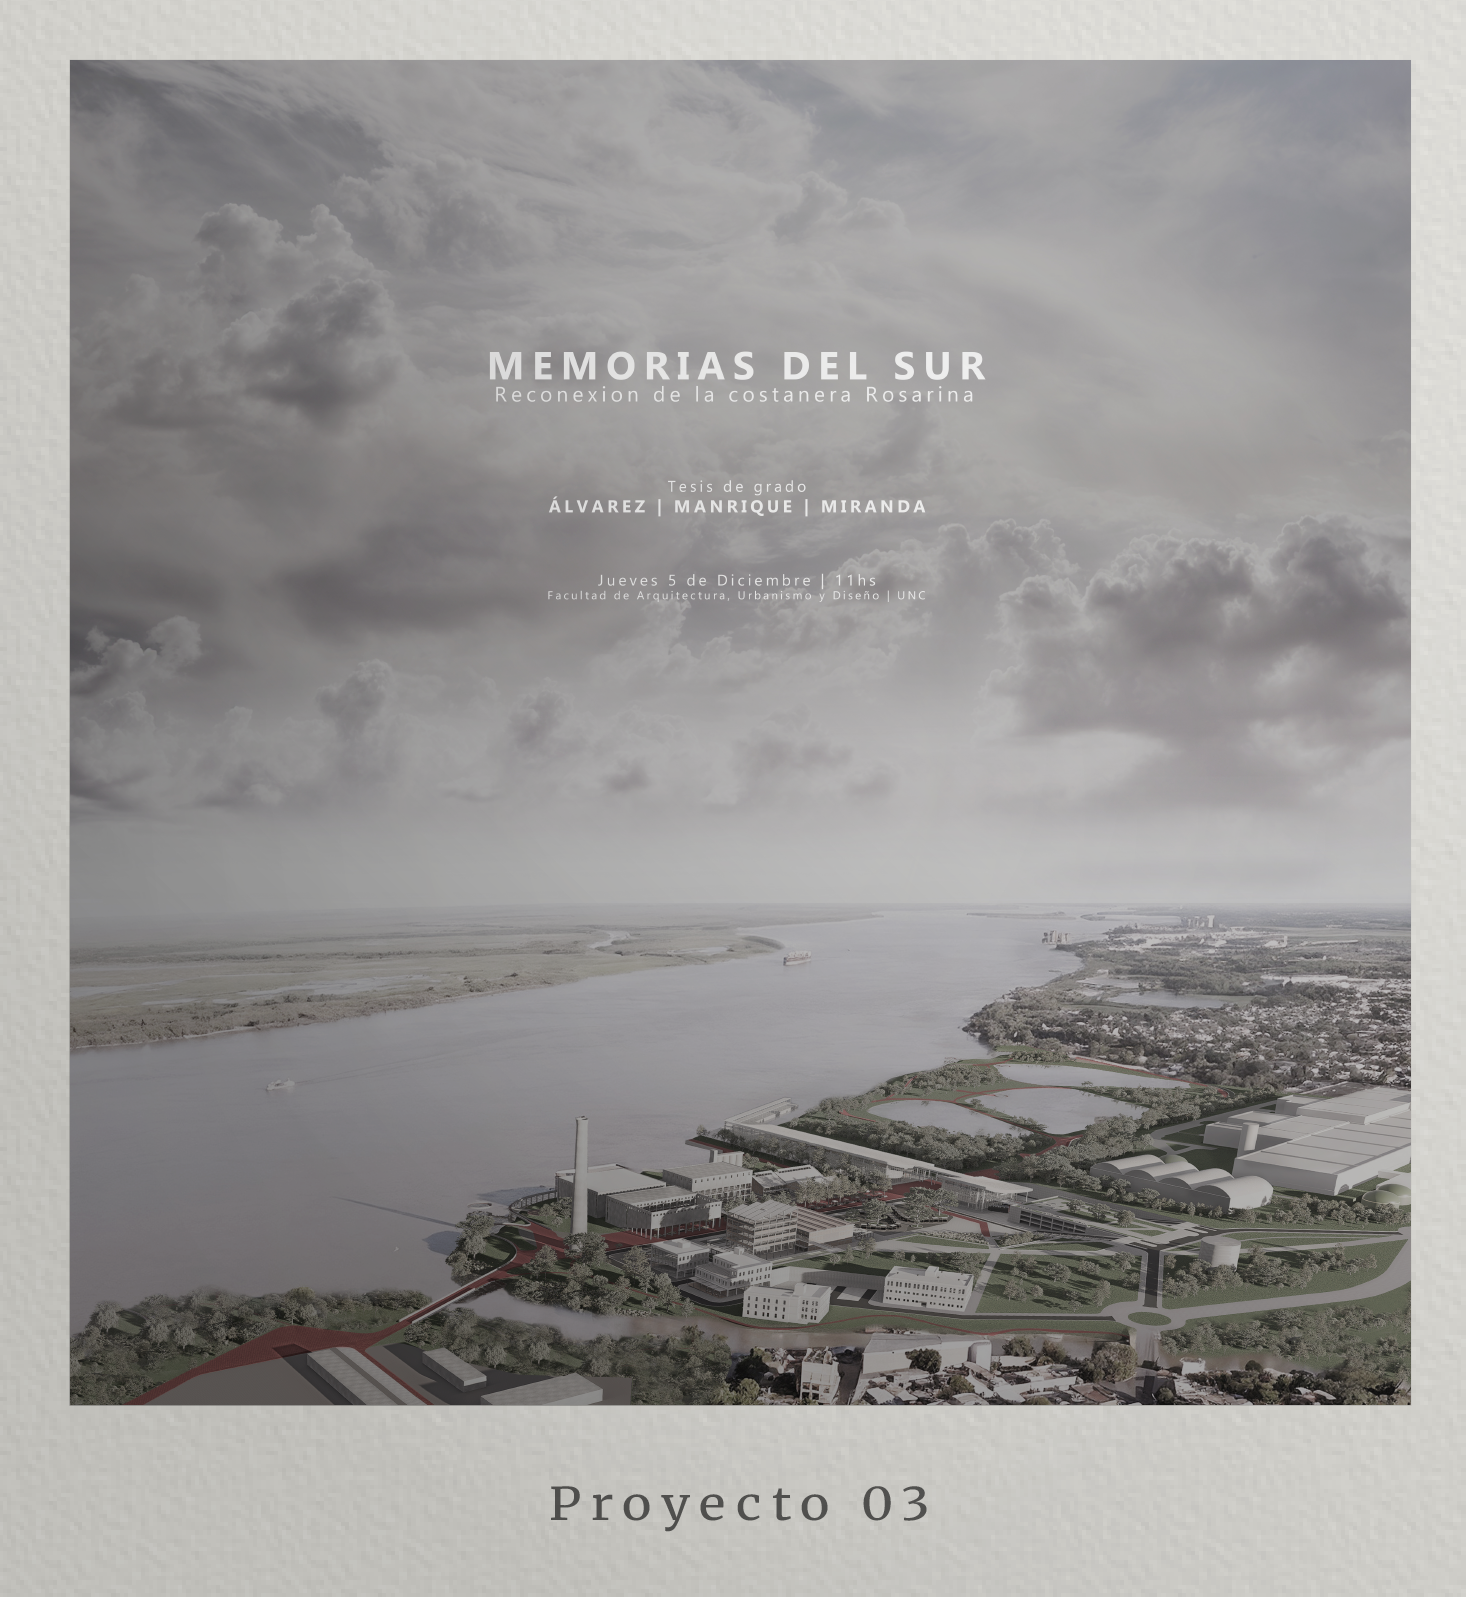 MEMORIAS DEL SUR
Reconexion de la costanera Rosarina
Tesis de grado
ÁLVAREZ | MANRIQUE | MIRANDA
Jueves 5 de Diciembre | 11hs
Facultad de Arquitectura, Urbanismo y Diseño | UNC
Proyecto 03